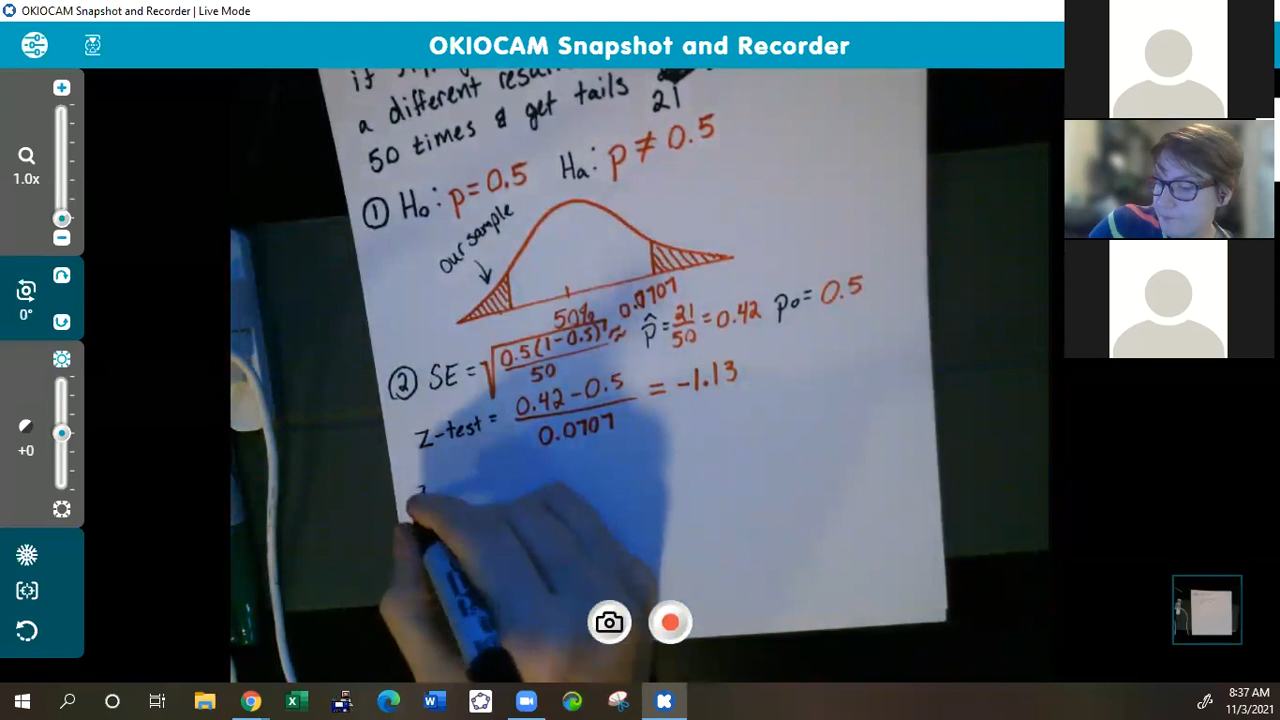 OKIOCAM Snapshot and Recorder | Live Mode
OKIOCAM Snapshot and Recorder
1.0x
0°
+0
if
a different
50 times & get tails 21
① H₀: p = 0.5 Hₐ: p ≠ 0.5
our sample
50%
② SE = √(0.5(1-0.5)/50) ≈ 0.0707 p̂ = 21/50 = 0.42 p₀ = 0.5
z-test = (0.42 - 0.5)/0.0707 = -1.13
8:37 AM
11/3/2021